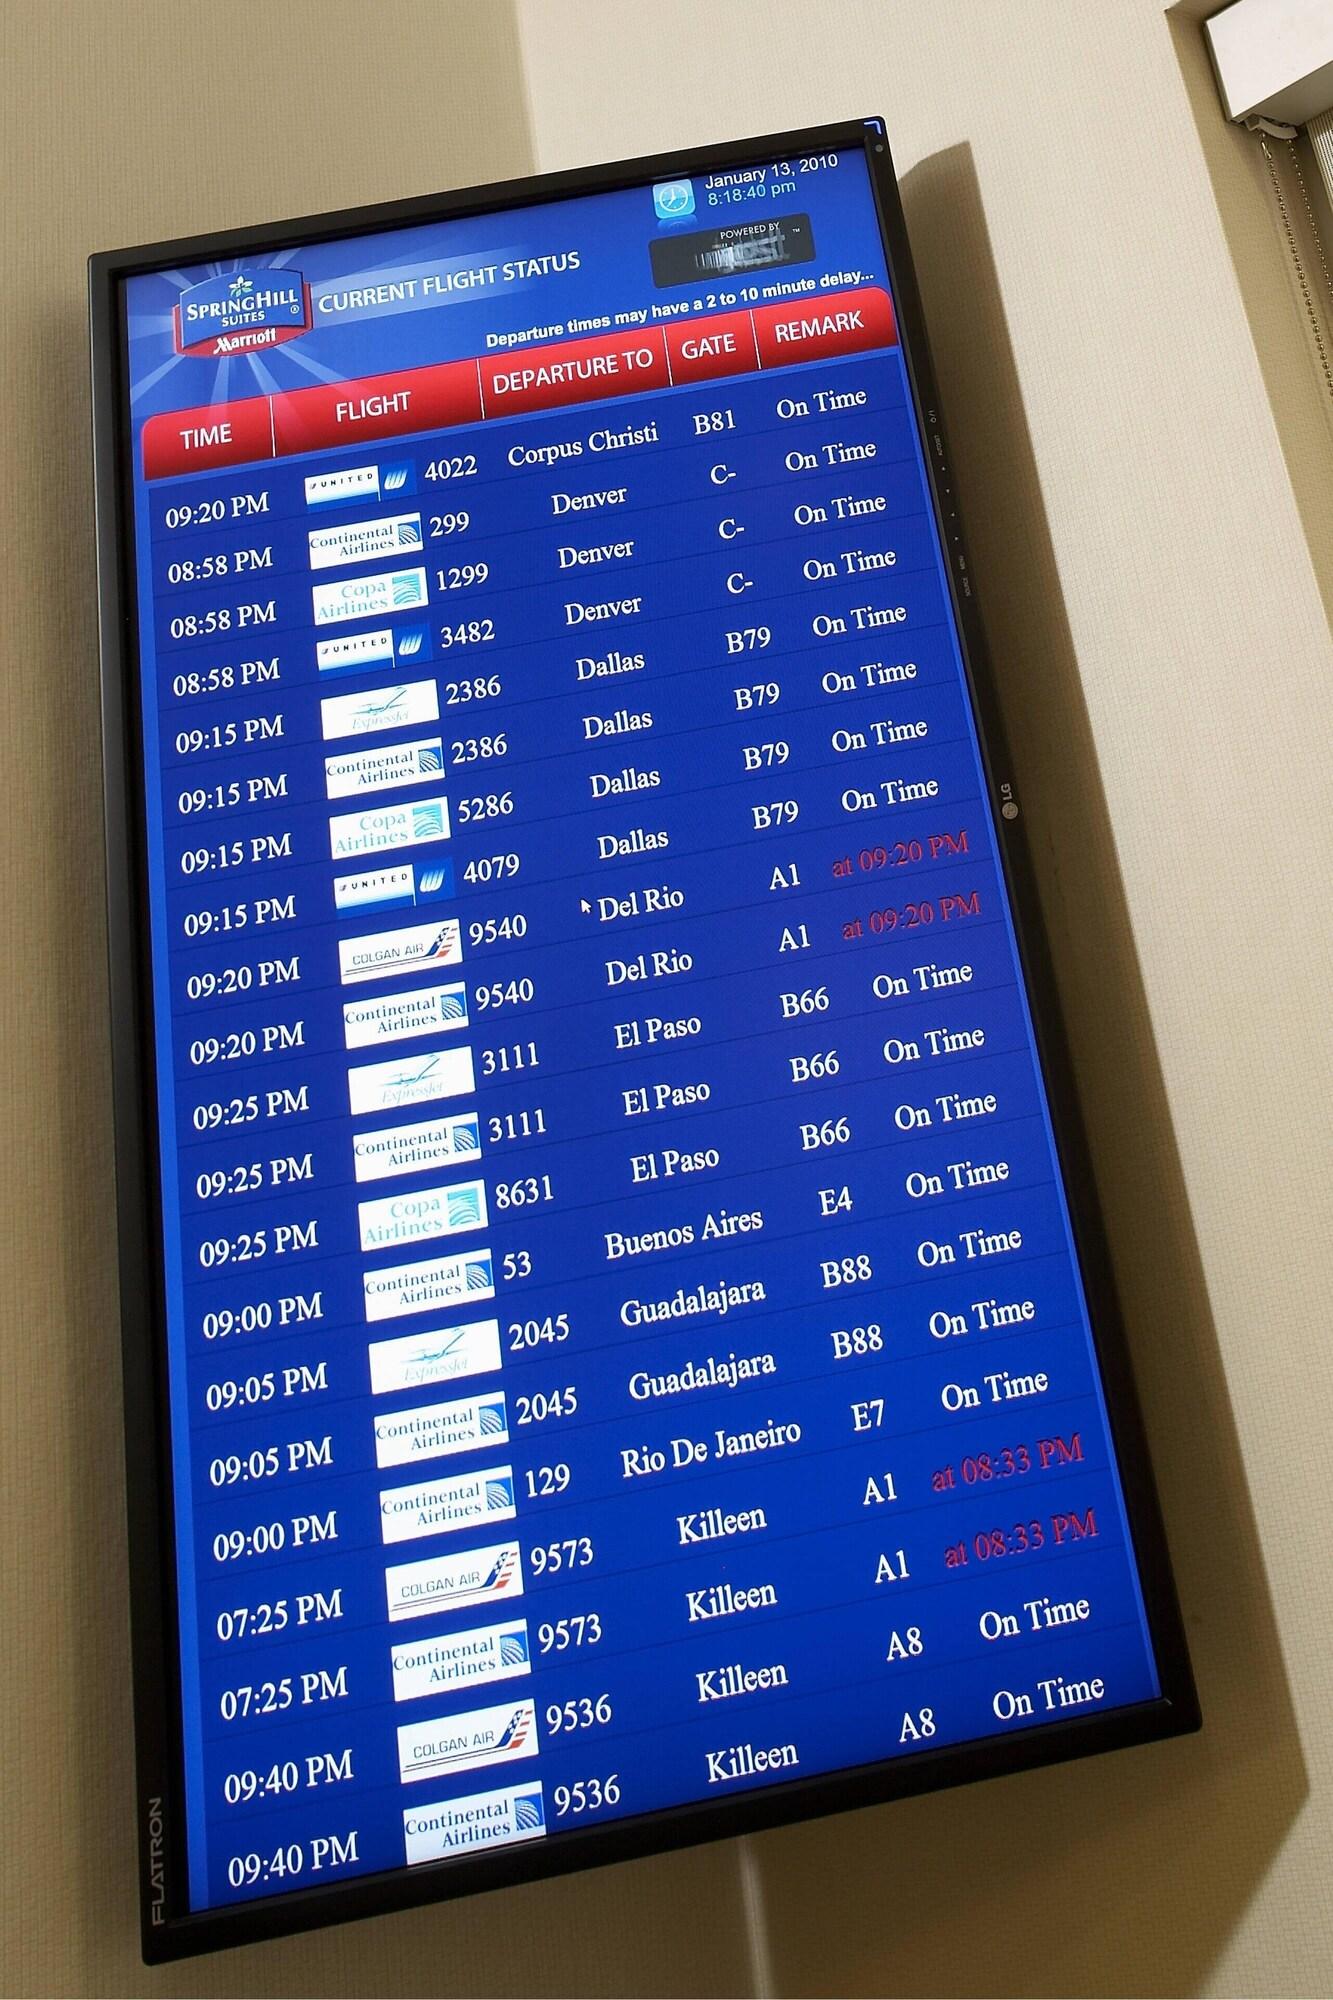 January 13, 2010
8:18:40 pm
POWERED BY
™
SPRINGHILL
SUITES ®
Marriott
CURRENT FLIGHT STATUS
Departure times may have a 2 to 10 minute delay...
TIME FLIGHT DEPARTURE TO GATE REMARK
09:20 PM UNITED 4022 Corpus Christi B81 On Time
08:58 PM Continental Airlines 299 Denver C- On Time
08:58 PM Copa Airlines 1299 Denver C- On Time
08:58 PM UNITED 3482 Denver C- On Time
09:15 PM ExpressJet 2386 Dallas B79 On Time
09:15 PM Continental Airlines 2386 Dallas B79 On Time
09:15 PM Copa Airlines 5286 Dallas B79 On Time
09:15 PM UNITED 4079 Dallas B79 On Time
09:20 PM COLGAN AIR 9540 Del Rio A1 at 09:20 PM
09:20 PM Continental Airlines 9540 Del Rio A1 at 09:20 PM
09:25 PM ExpressJet 3111 El Paso B66 On Time
09:25 PM Continental Airlines 3111 El Paso B66 On Time
09:25 PM Copa Airlines 8631 El Paso B66 On Time
09:00 PM Continental Airlines 53 Buenos Aires E4 On Time
09:05 PM ExpressJet 2045 Guadalajara B88 On Time
09:05 PM Continental Airlines 2045 Guadalajara B88 On Time
09:00 PM Continental Airlines 129 Rio De Janeiro E7 On Time
07:25 PM COLGAN AIR 9573 Killeen A1 at 08:33 PM
07:25 PM Continental Airlines 9573 Killeen A1 at 08:33 PM
09:40 PM COLGAN AIR 9536 Killeen A8 On Time
09:40 PM Continental Airlines 9536 Killeen A8 On Time
FLATRON
LG